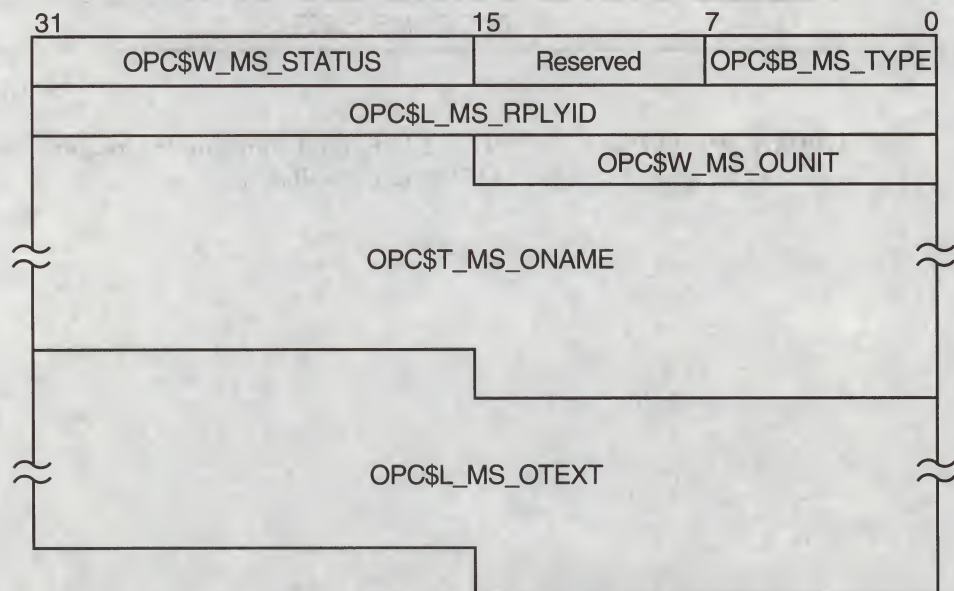 31 15 7 0
OPC$W_MS_STATUS Reserved OPC$B_MS_TYPE
OPC$L_MS_RPLYID
OPC$W_MS_OUNIT
OPC$T_MS_ONAME
OPC$L_MS_OTEXT